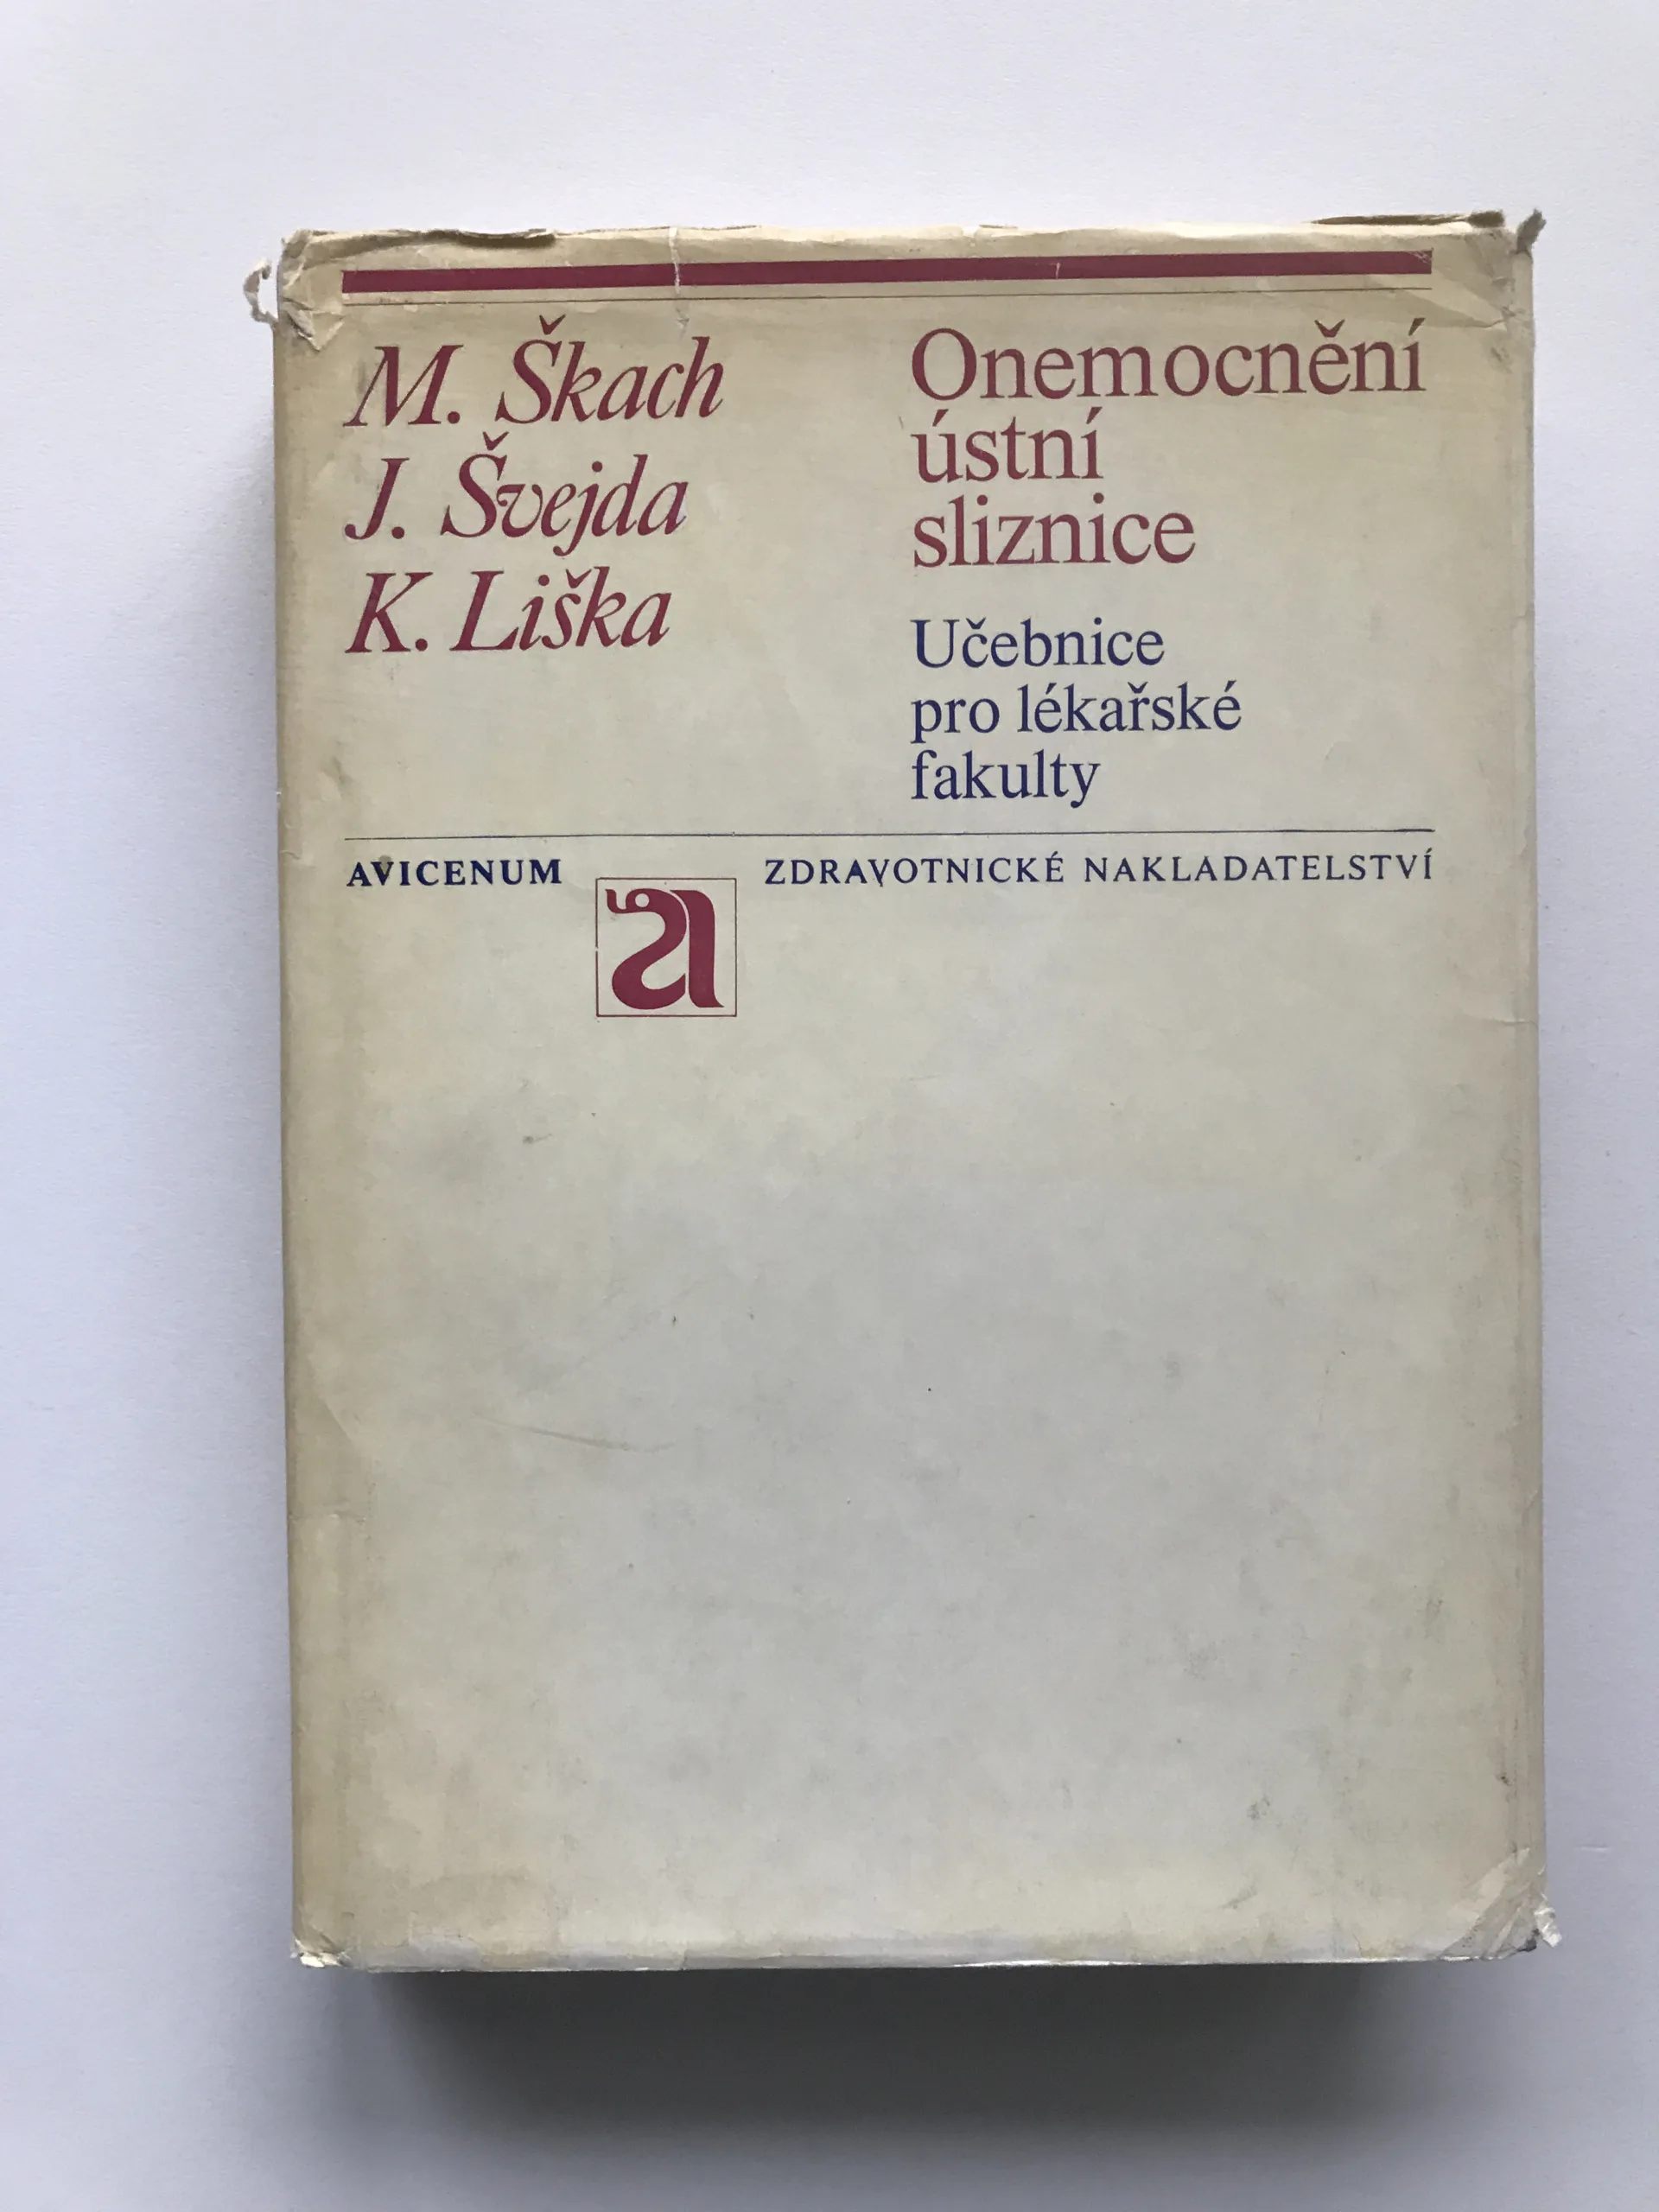 M. Škach
J. Švejda
K. Liška
Onemocnění
ústní
sliznice
Učebnice
pro lékařské
fakulty
AVICENUM
ZDRAVOTNICKÉ NAKLADATELSTVÍ